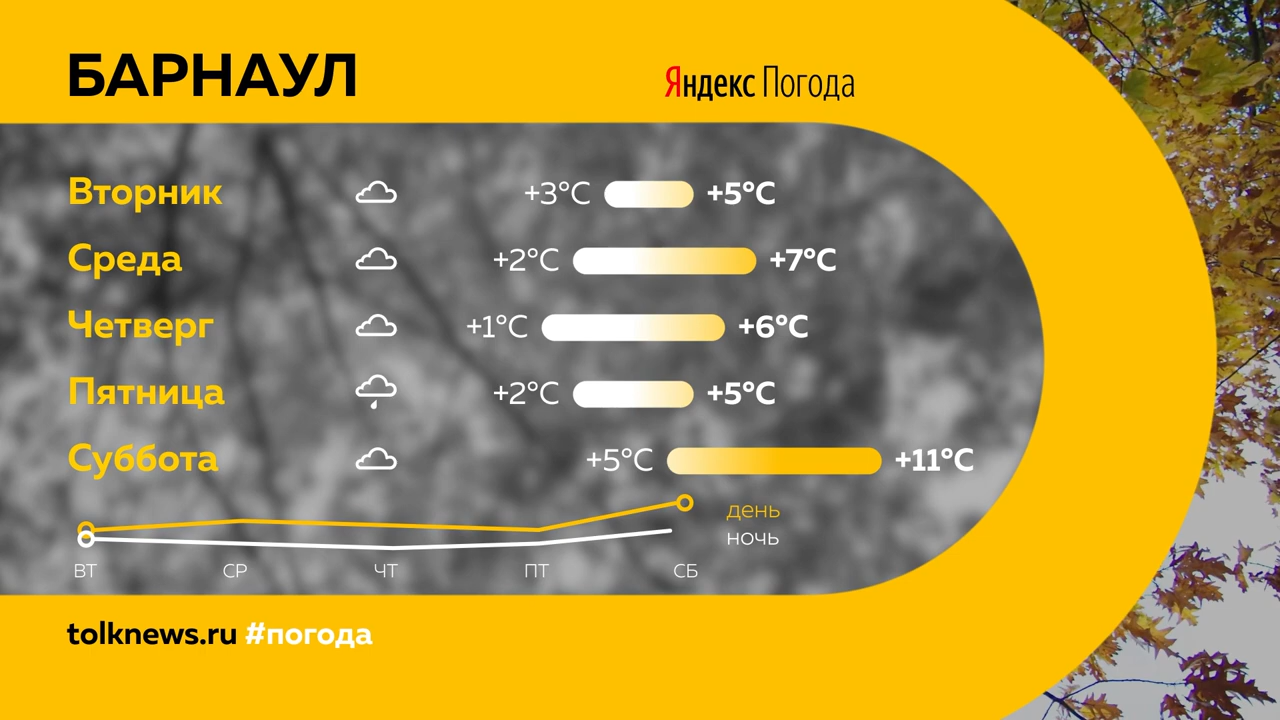 БАРНАУЛ
Яндекс Погода
Вторник +3°C +5°C
Среда +2°C +7°C
Четверг +1°C +6°C
Пятница +2°C +5°C
Суббота +5°C +11°C
день
ночь
ВТ СР ЧТ ПТ СБ
tolknews.ru #погода